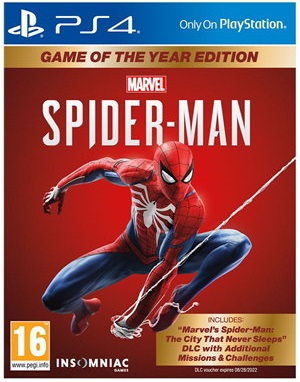 PS4
Only On PlayStation®
GAME OF THE YEAR EDITION
MARVEL
SPIDER-MAN
INCLUDES:
"Marvel's Spider-Man:
The City That Never Sleeps"
DLC with Additional
Missions & Challenges
DLC voucher expires 08/28/2022
16
www.pegi.info
INSOMNIAC
GAMES